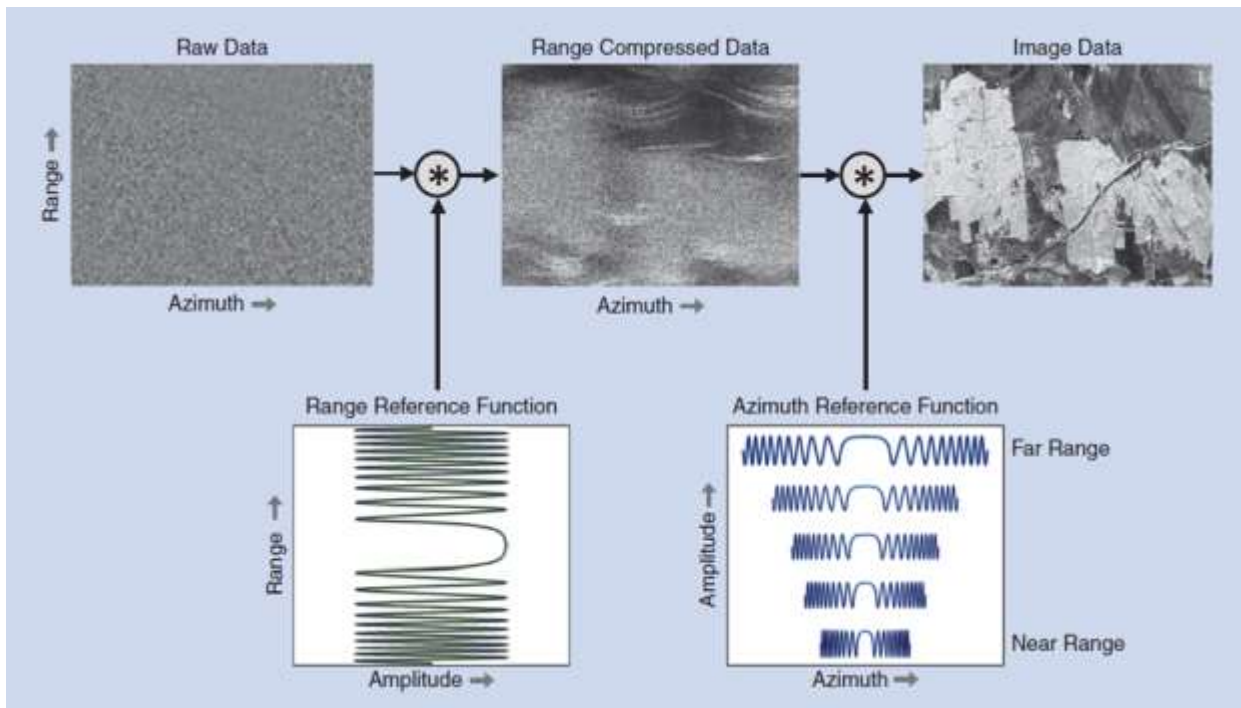 Raw Data
Range Compressed Data
Image Data
Range →
*
*
Azimuth →
Azimuth →
Range Reference Function
Azimuth Reference Function
Range →
Amplitude →
Far Range
Near Range
Amplitude →
Azimuth →